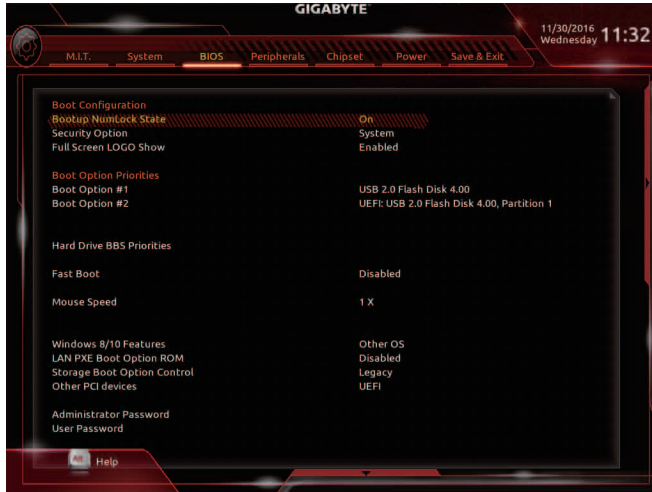 GIGABYTE™
11/30/2016
Wednesday
11:32
M.I.T. System BIOS Peripherals Chipset Power Save & Exit
Boot Configuration
Bootup NumLock State On
Security Option System
Full Screen LOGO Show Enabled
Boot Option Priorities
Boot Option #1 USB 2.0 Flash Disk 4.00
Boot Option #2 UEFI: USB 2.0 Flash Disk 4.00, Partition 1
Hard Drive BBS Priorities
Fast Boot Disabled
Mouse Speed 1 X
Windows 8/10 Features Other OS
LAN PXE Boot Option ROM Disabled
Storage Boot Option Control Legacy
Other PCI devices UEFI
Administrator Password
User Password
Alt Help